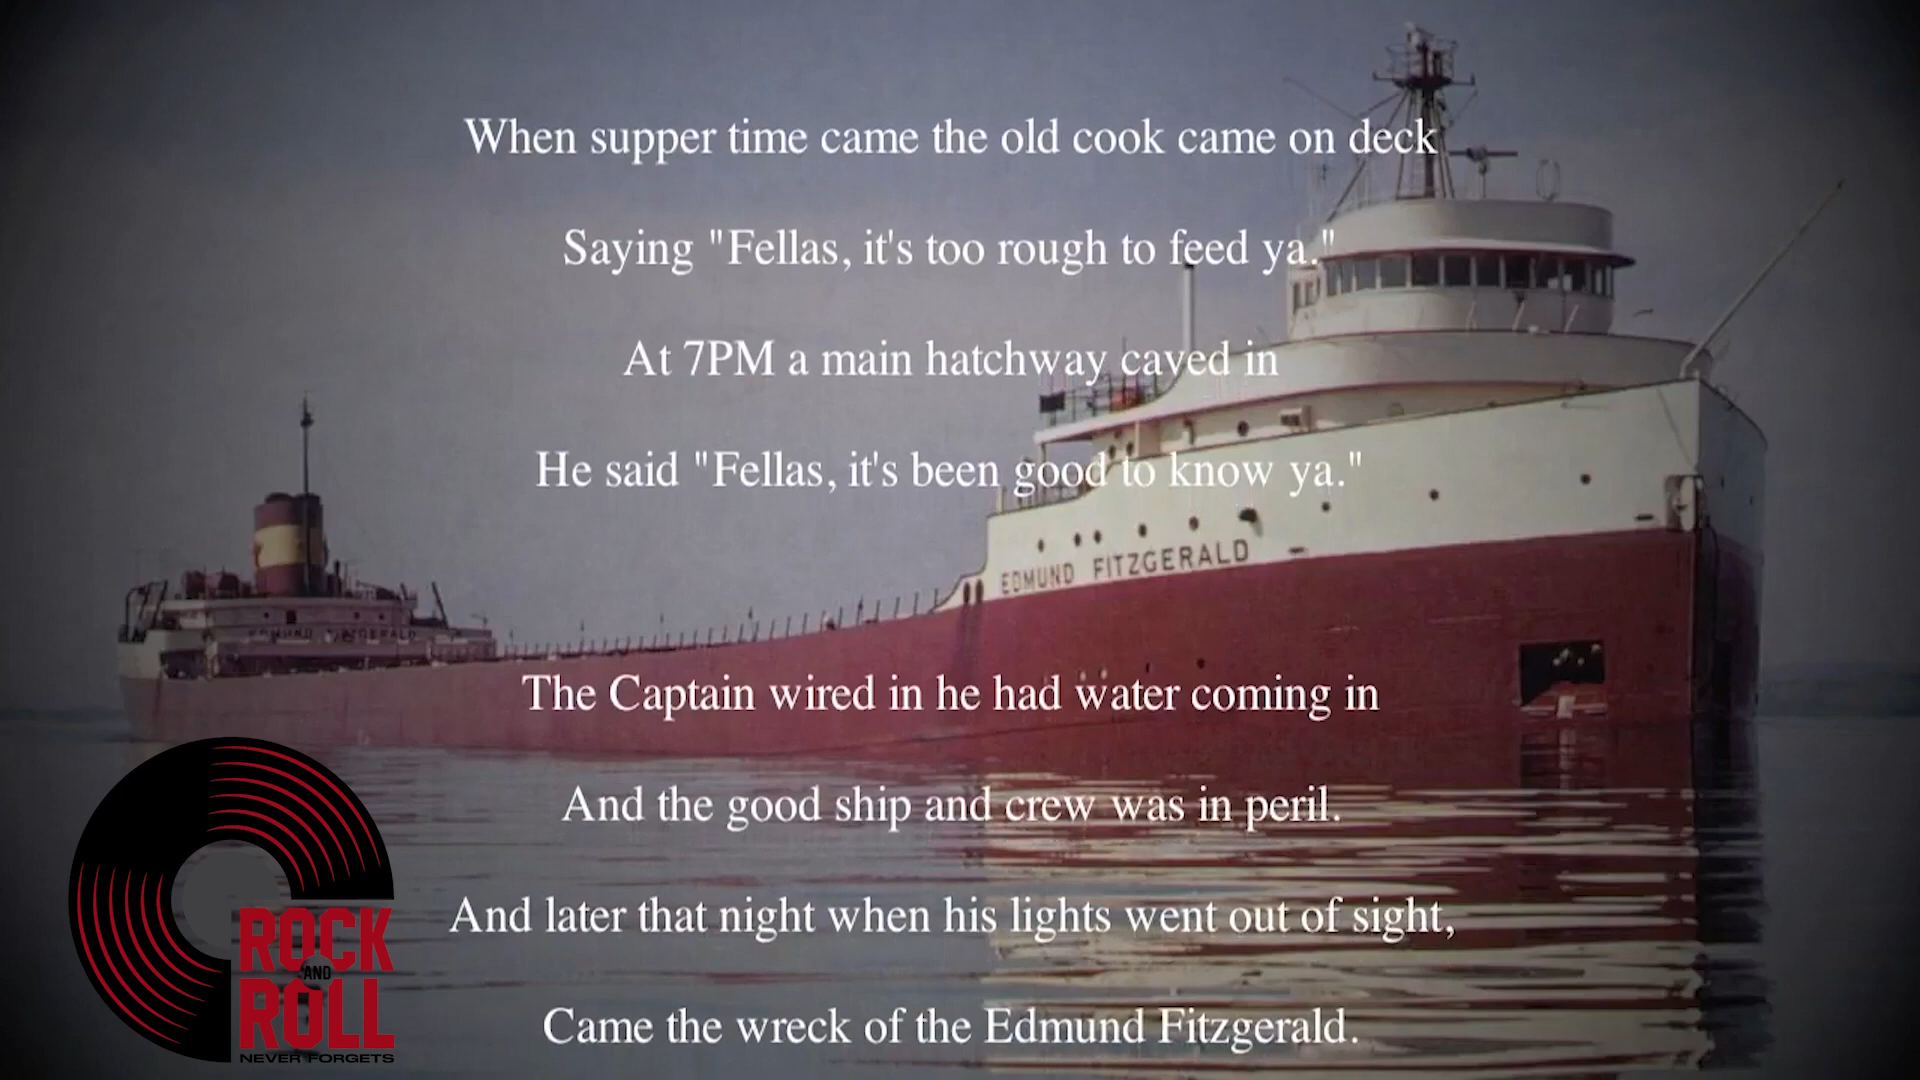 When supper time came the old cook came on deck
Saying "Fellas, it's too rough to feed ya."
At 7PM a main hatchway caved in
He said "Fellas, it's been good to know ya."
EDMUND FITZGERALD
EDMUND FITZGERALD
The Captain wired in he had water coming in
And the good ship and crew was in peril.
And later that night when his lights went out of sight,
Came the wreck of the Edmund Fitzgerald.
ROCK
AND
ROLL
NEVER FORGETS